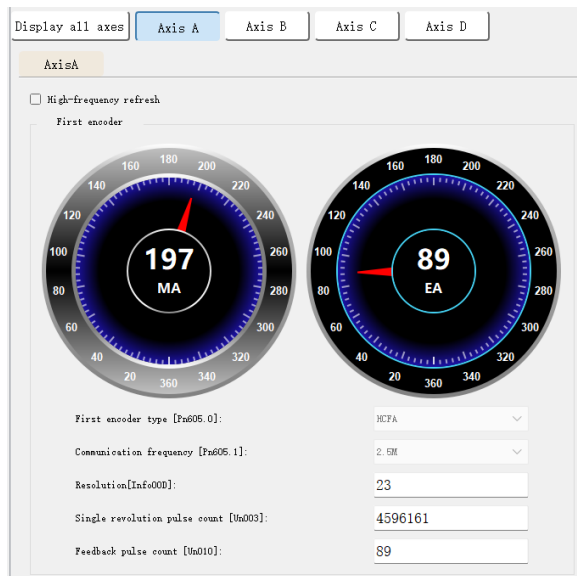 Display all axes Axis A Axis B Axis C Axis D
AxisA
High-frequency refresh
First encoder
20 40 60 80 100 120 140 160 180 200 220 240 260 280 300 320 340 360
197
MA
20 40 60 80 100 120 140 160 180 200 220 240 260 280 300 320 340 360
89
EA
First encoder type [Pn605.0]: HCFA
Communication frequency [Pn605.1]: 2.5M
Resolution[Info00D]: 23
Single revolution pulse count [Un003]: 4596161
Feedback pulse count [Un010]: 89